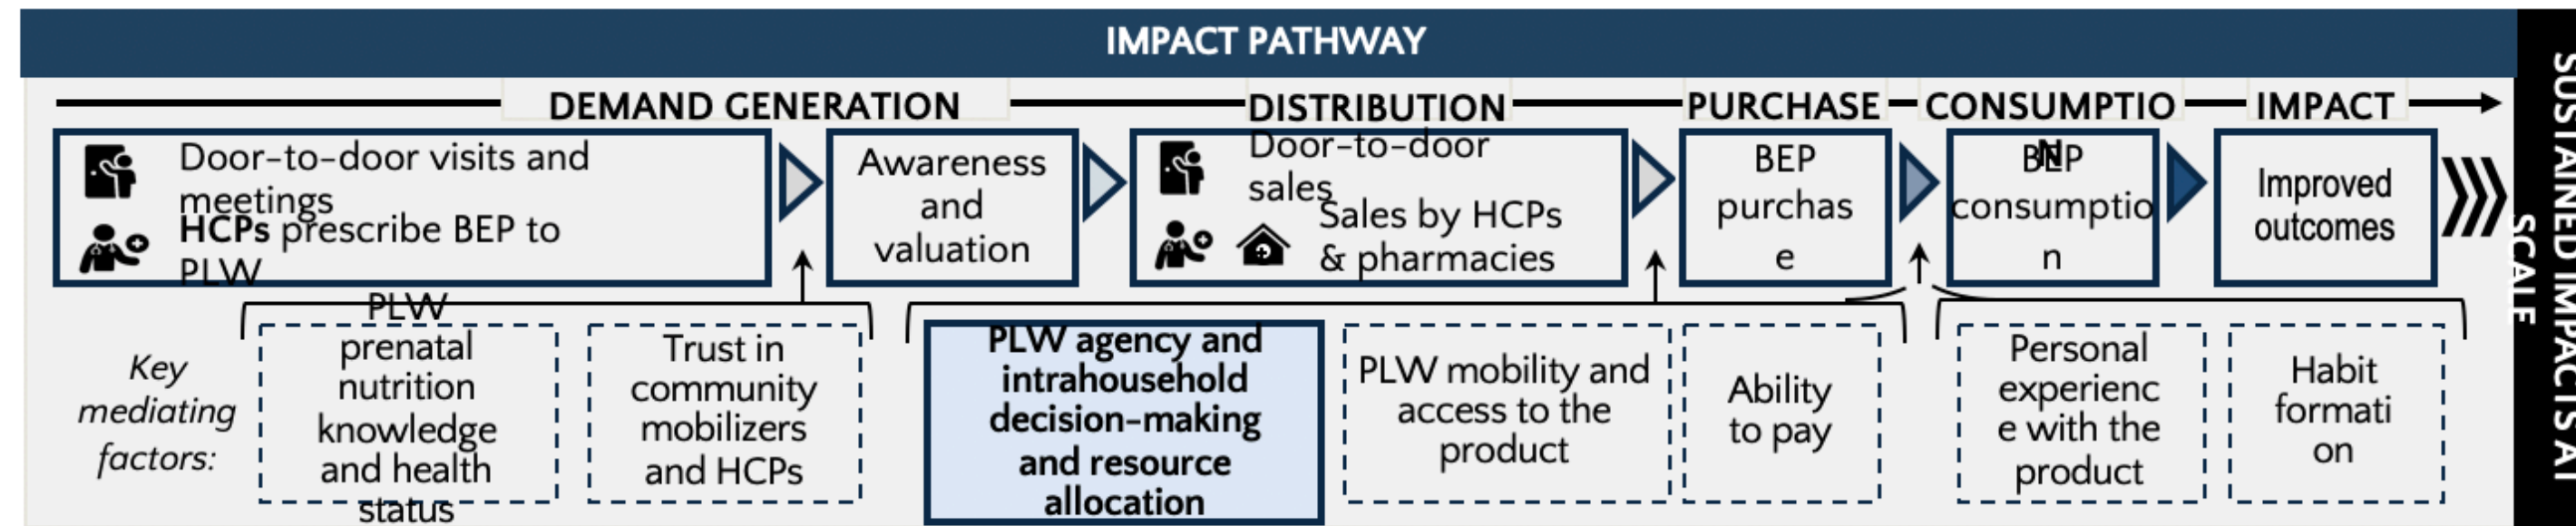 IMPACT PATHWAY
DEMAND GENERATION
DISTRIBUTION
PURCHASE
CONSUMPTIO
N
IMPACT
Door-to-door visits and
meetings
HCPs prescribe BEP to
PLW
Awareness
and
valuation
Door-to-door
sales
Sales by HCPs
& pharmacies
BEP
purchas
e
BEP
consumptio
n
Improved
outcomes
SUSTAINED IMPACTS AT
SCALE
Key
mediating
factors:
PLW
prenatal
nutrition
knowledge
and health
status
Trust in
community
mobilizers
and HCPs
PLW agency and
intrahousehold
decision-making
and resource
allocation
PLW mobility and
access to the
product
Ability
to pay
Personal
experienc
e with the
product
Habit
formati
on